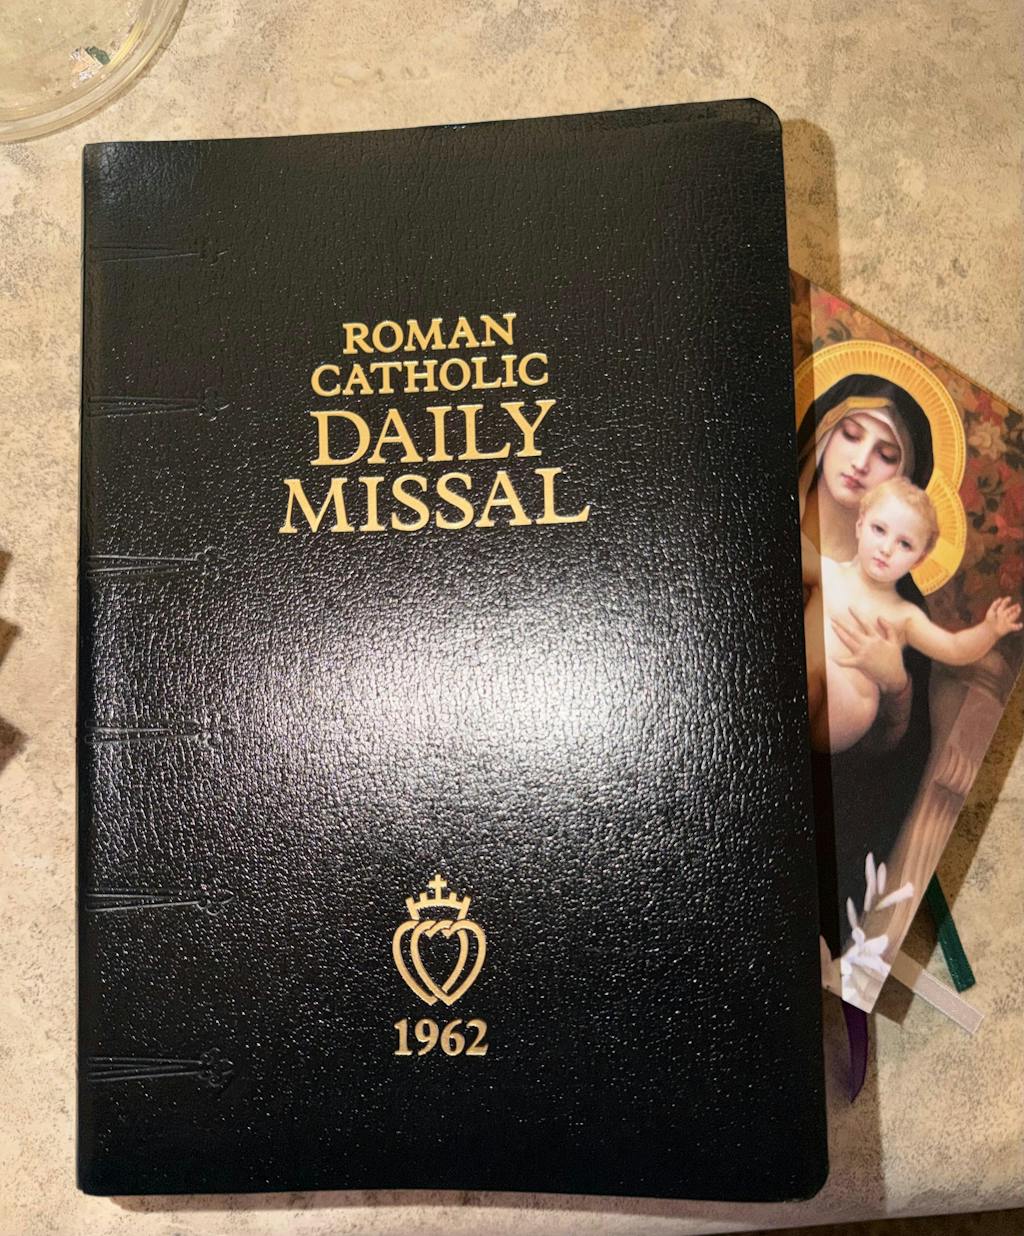 ROMAN
CATHOLIC
DAILY
MISSAL
1962